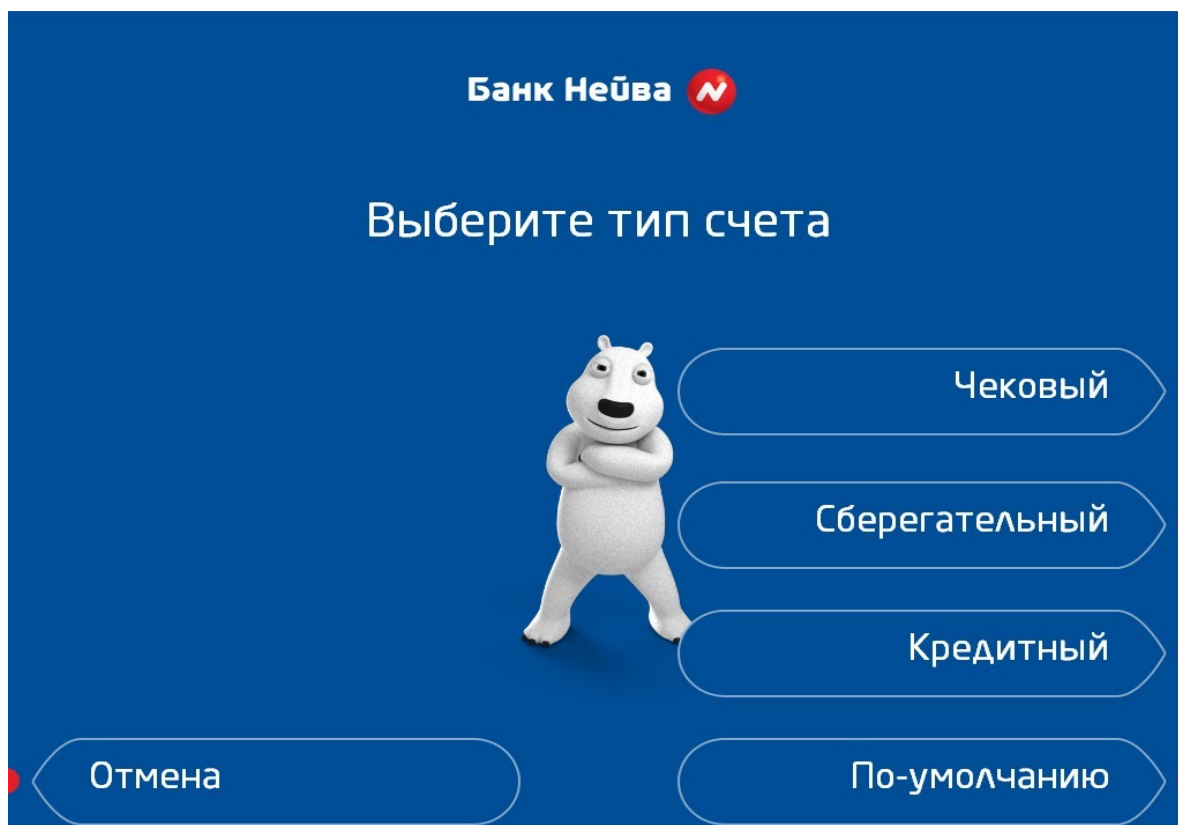 Банк Нейва
Выберите тип счета
Чековый
Сберегательный
Кредитный
Отмена
По-умолчанию